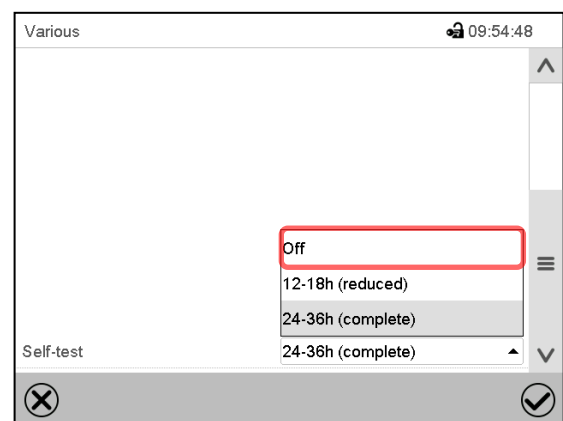 Various 09:54:48
Off
12-18h (reduced)
24-36h (complete)
Self-test 24-36h (complete)